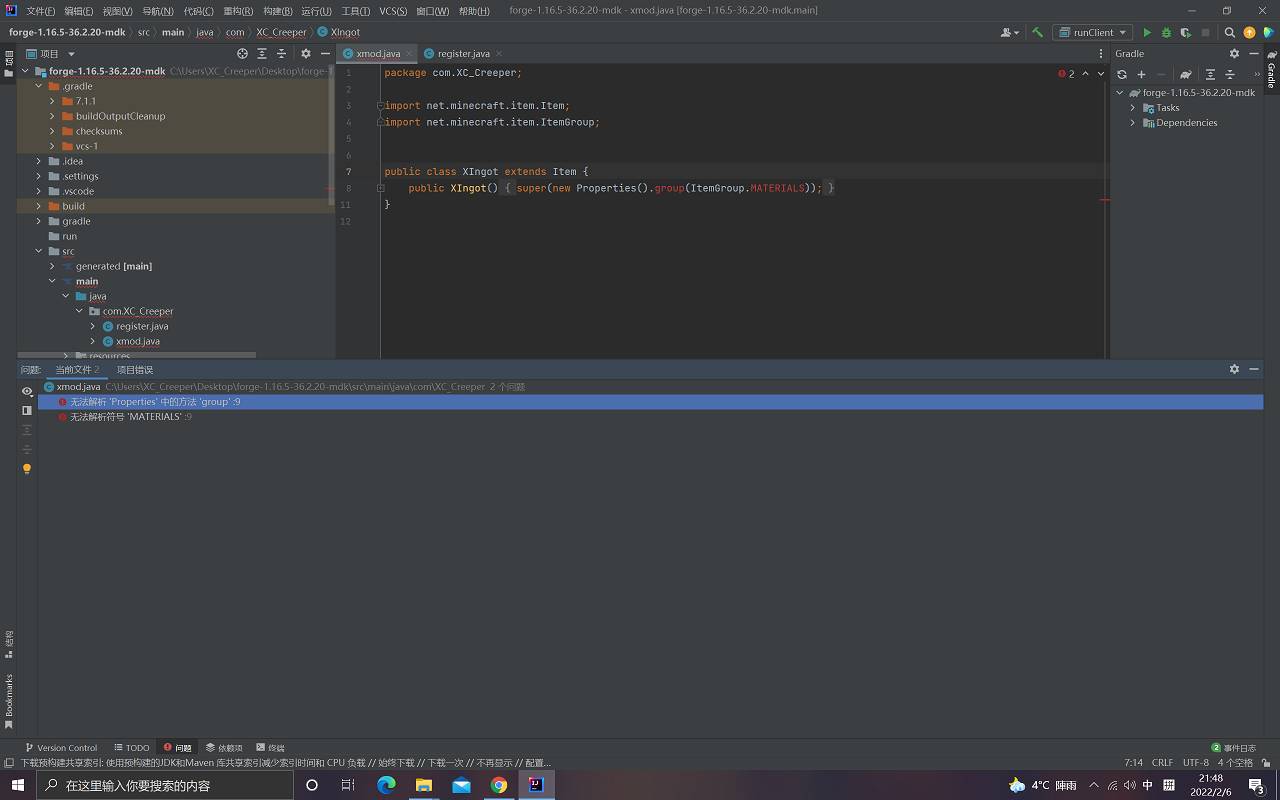 文件(F) 编辑(E) 视图(V) 导航(N) 代码(C) 重构(R) 构建(B) 运行(U) 工具(T) VCS(S) 窗口(W) 帮助(H) forge-1.16.5-36.2.20-mdk - xmod.java [forge-1.16.5-36.2.20-mdk.main]
forge-1.16.5-36.2.20-mdk src main java com XC_Creeper XIngot runClient
项目 xmod.java register.java Gradle
forge-1.16.5-36.2.20-mdk C:\Users\XC_Creeper\Desktop\forge-1
.gradle
7.1.1
buildOutputCleanup
checksums
vcs-1
.idea
.settings
.vscode
build
gradle
run
src
generated [main]
main
java
com.XC_Creeper
register.java
xmod.java
resources
1 package com.XC_Creeper;
2
3 import net.minecraft.item.Item;
4 import net.minecraft.item.ItemGroup;
5
6
7 public class XIngot extends Item {
8 public XIngot() { super(new Properties().group(ItemGroup.MATERIALS)); }
11 }
12
2
forge-1.16.5-36.2.20-mdk
Tasks
Dependencies
Gradle
项目
问题: 当前文件 2 项目错误
xmod.java C:\Users\XC_Creeper\Desktop\forge-1.16.5-36.2.20-mdk\src\main\java\com\XC_Creeper 2 个问题
无法解析 'Properties' 中的方法 'group' :9
无法解析符号 'MATERIALS' :9
结构
Bookmarks
Version Control TODO 问题 依赖项 终端 2 事件日志
下载预构建共享索引: 使用预构建的JDK和Maven 库共享索引减少索引时间和 CPU 负载 // 始终下载 // 下载一次 // 不再显示 // 配置... 7:14 CRLF UTF-8 4 个空格
在这里输入你要搜索的内容 4°C 陣雨 中 拼 21:48
2022/2/6 3